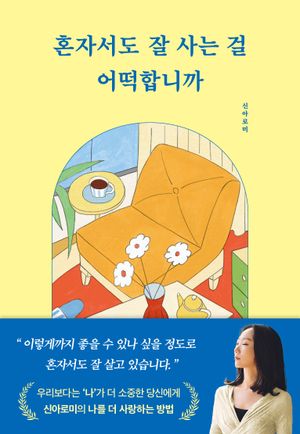 혼자서도 잘 사는 걸
어떡합니까
신아로미
“ 이렇게까지 좋을 수 있나 싶을 정도로
혼자서도 잘 살고 있습니다. ”
우리보다는 ‘나’가 더 소중한 당신에게
신아로미의 나를 더 사랑하는 방법